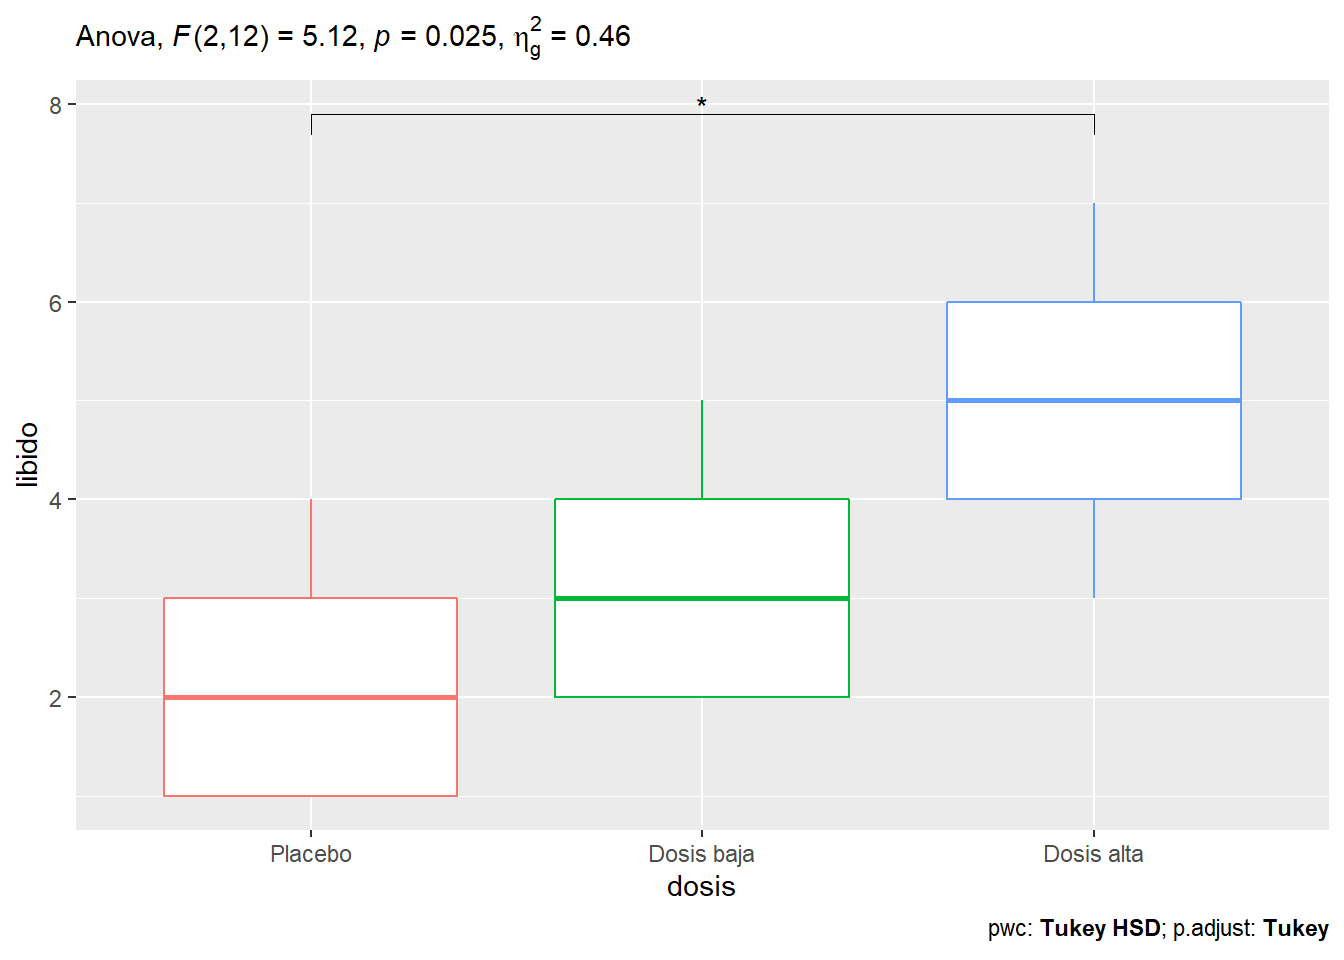 Anova, F(2,12) = 5.12, p = 0.025, η²g = 0.46
*
8
6
4
2
libido
Placebo Dosis baja Dosis alta
dosis
pwc: Tukey HSD; p.adjust: Tukey